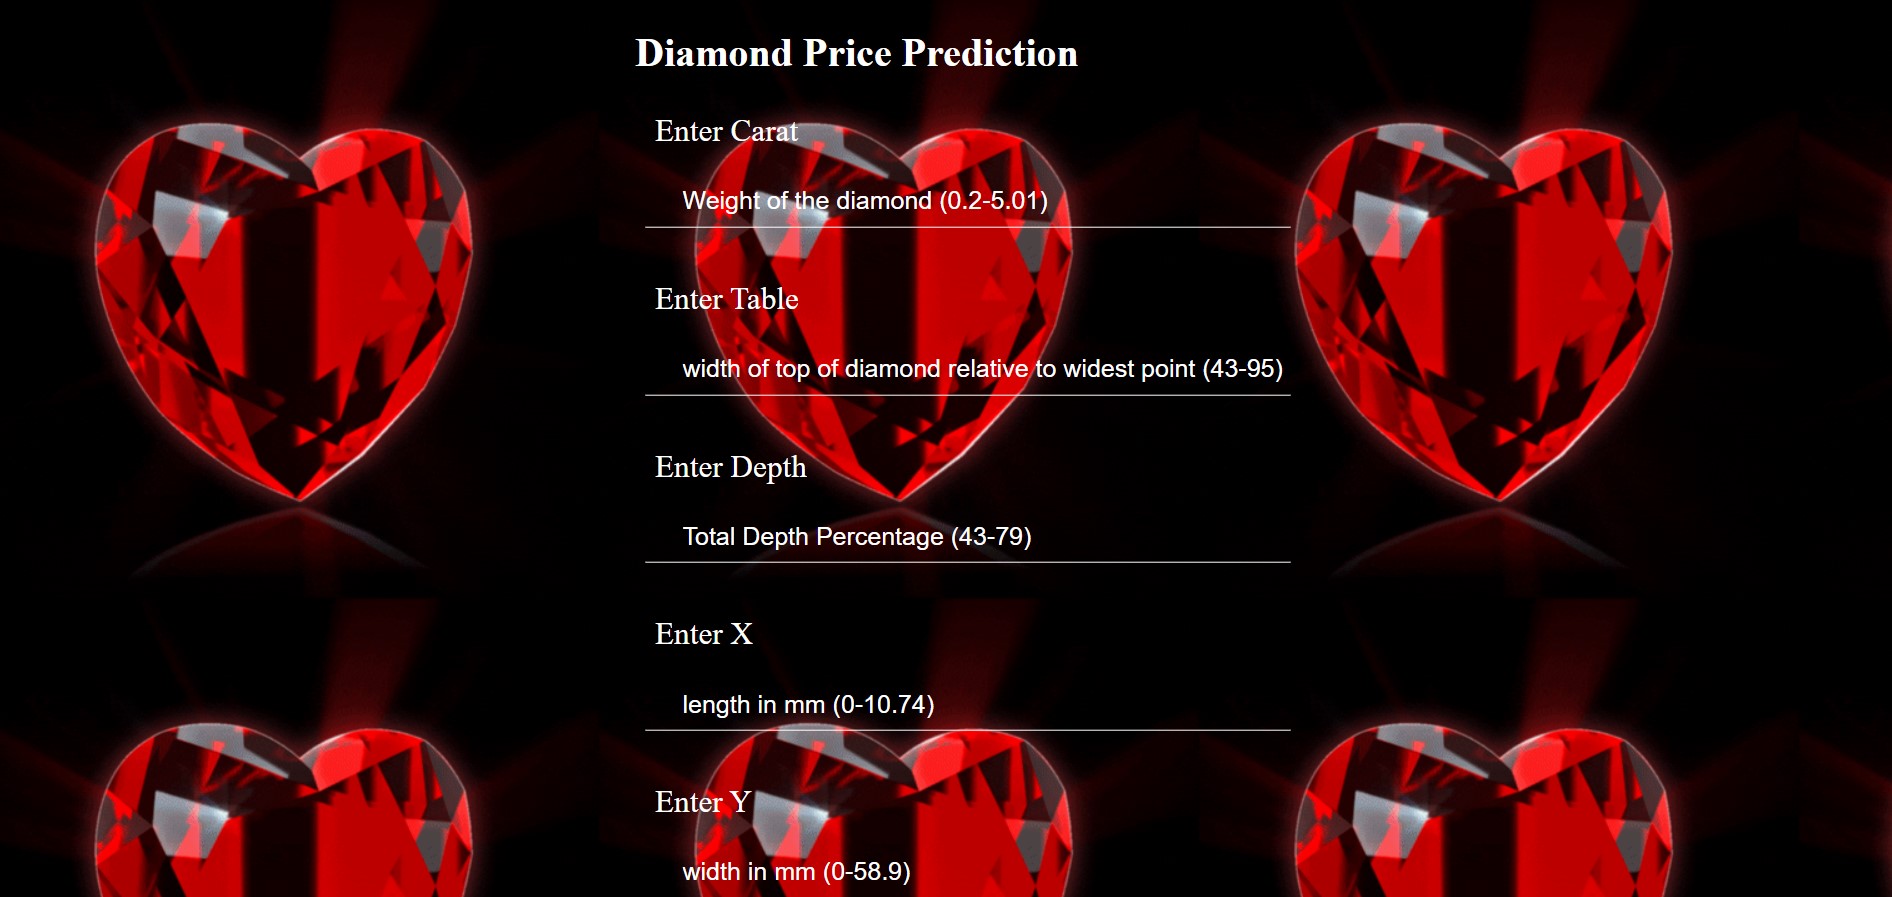 Diamond Price Prediction
Enter Carat
Weight of the diamond (0.2-5.01)
Enter Table
width of top of diamond relative to widest point (43-95)
Enter Depth
Total Depth Percentage (43-79)
Enter X
length in mm (0-10.74)
Enter Y
width in mm (0-58.9)